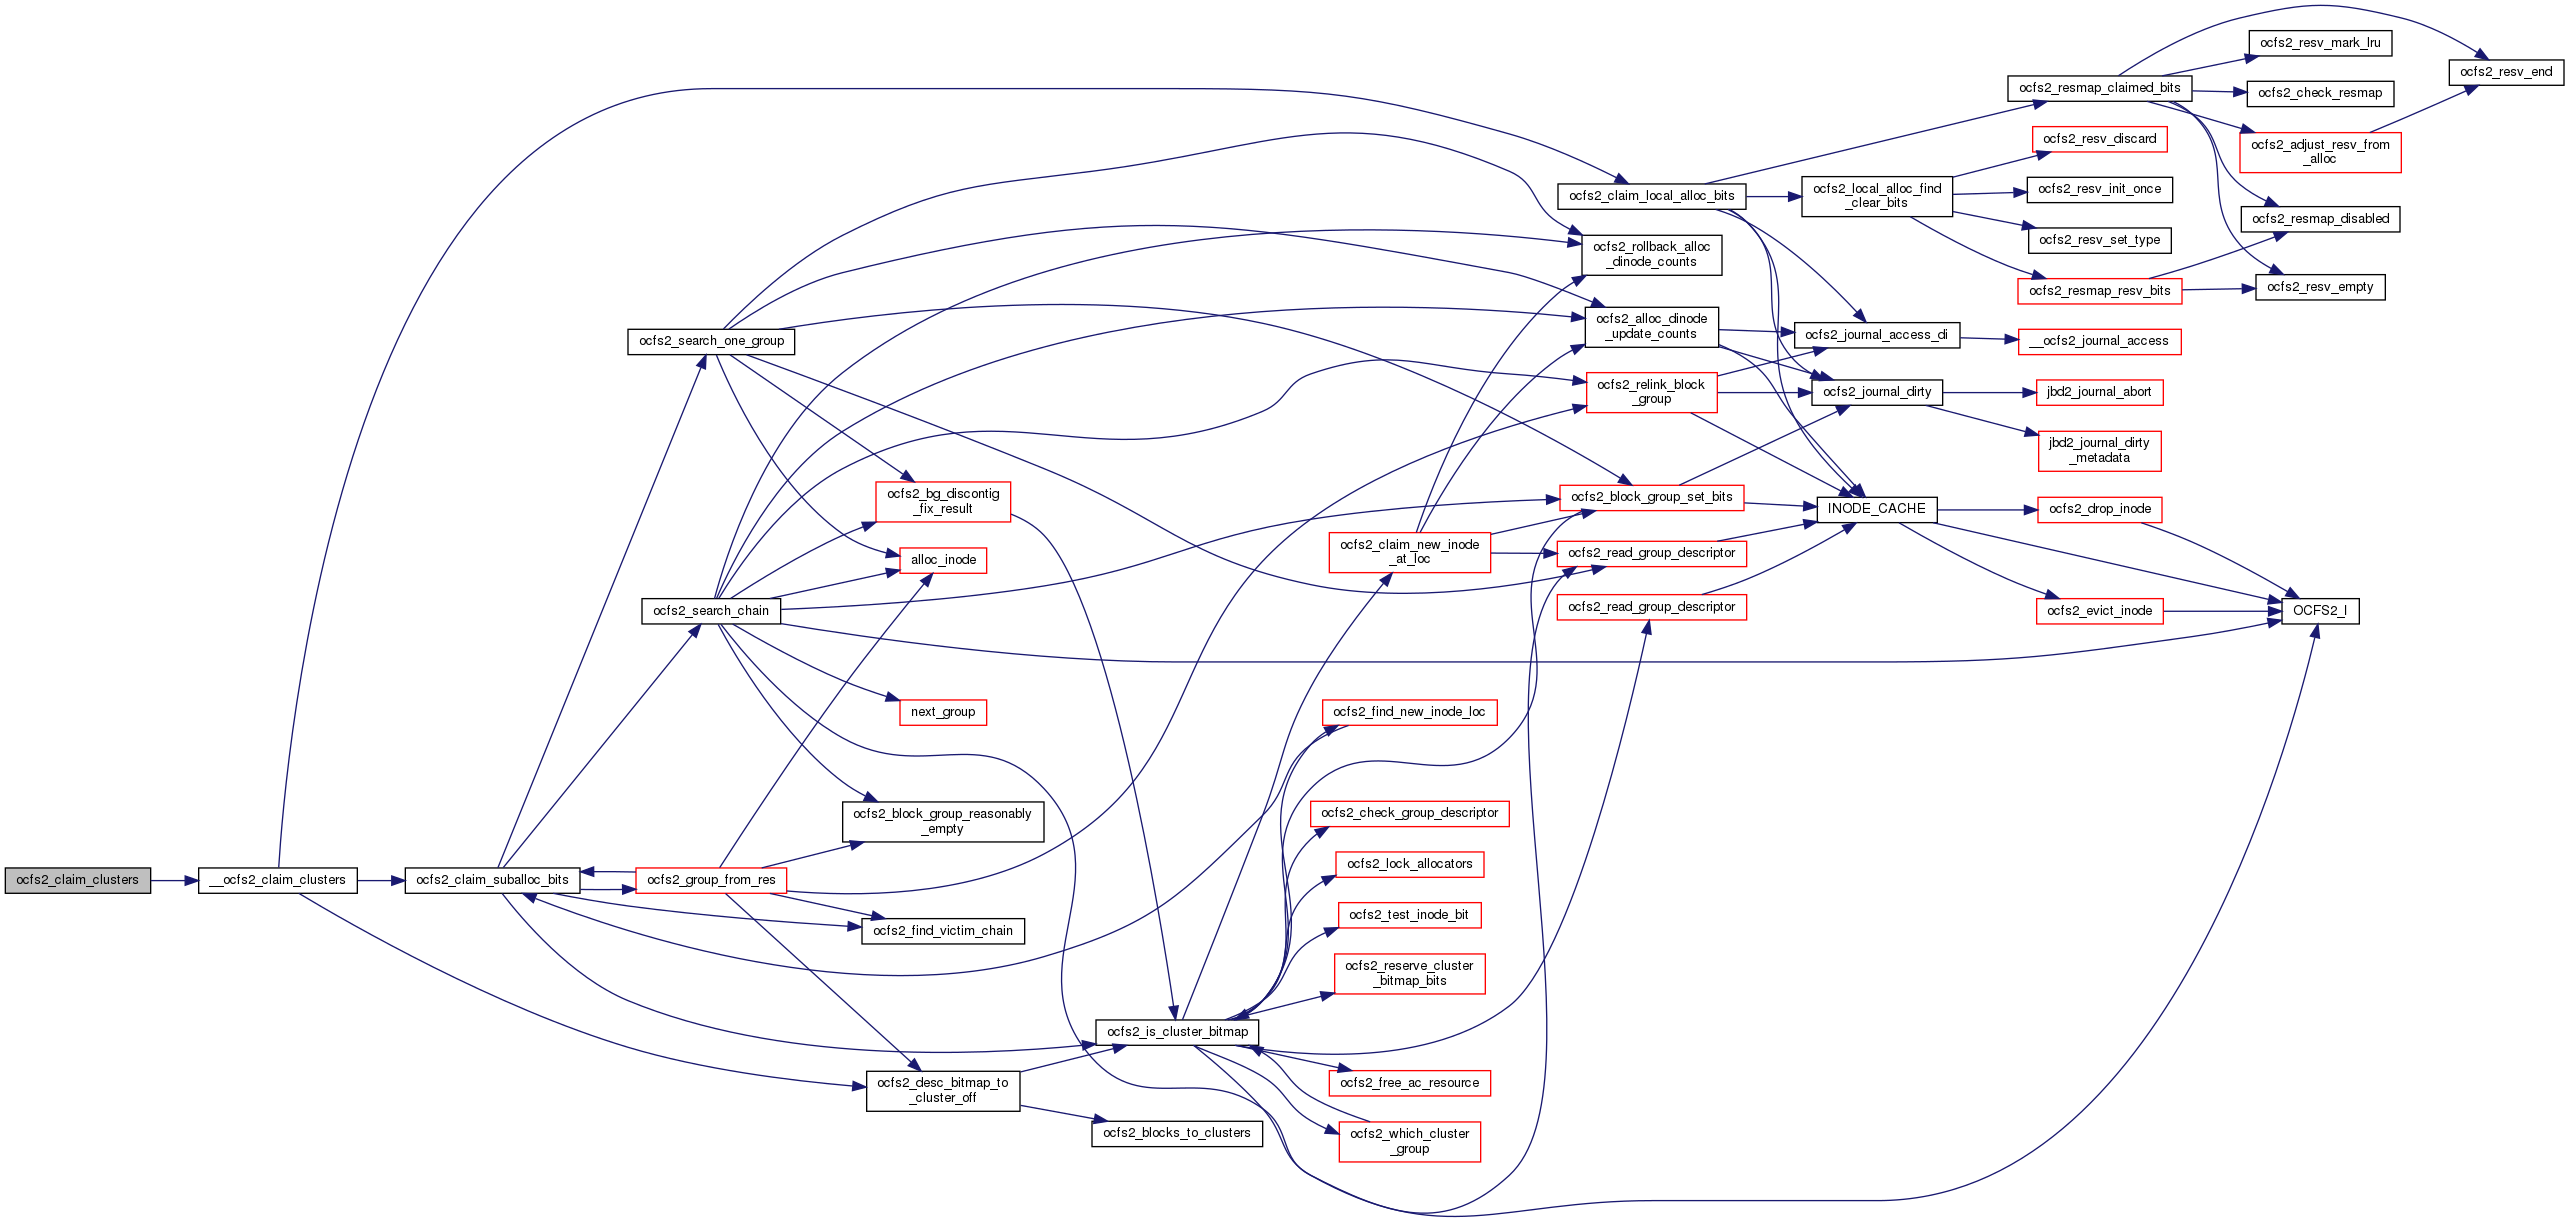 ocfs2_claim_clusters
__ocfs2_claim_clusters
ocfs2_claim_suballoc_bits
ocfs2_search_one_group
ocfs2_search_chain
ocfs2_group_from_res
ocfs2_bg_discontig
_fix_result
alloc_inode
next_group
ocfs2_block_group_reasonably
_empty
ocfs2_find_victim_chain
ocfs2_desc_bitmap_to
_cluster_off
ocfs2_is_cluster_bitmap
ocfs2_blocks_to_clusters
ocfs2_claim_new_inode
_at_loc
ocfs2_find_new_inode_loc
ocfs2_check_group_descriptor
ocfs2_lock_allocators
ocfs2_test_inode_bit
ocfs2_reserve_cluster
_bitmap_bits
ocfs2_free_ac_resource
ocfs2_which_cluster
_group
ocfs2_claim_local_alloc_bits
ocfs2_rollback_alloc
_dinode_counts
ocfs2_alloc_dinode
_update_counts
ocfs2_relink_block
_group
ocfs2_block_group_set_bits
ocfs2_read_group_descriptor
ocfs2_read_group_descriptor
ocfs2_local_alloc_find
_clear_bits
ocfs2_journal_access_di
ocfs2_journal_dirty
INODE_CACHE
ocfs2_resmap_claimed_bits
ocfs2_resv_discard
ocfs2_resv_init_once
ocfs2_resv_set_type
ocfs2_resmap_resv_bits
__ocfs2_journal_access
jbd2_journal_abort
jbd2_journal_dirty
_metadata
ocfs2_drop_inode
ocfs2_evict_inode
ocfs2_resv_mark_lru
ocfs2_check_resmap
ocfs2_adjust_resv_from
_alloc
ocfs2_resmap_disabled
ocfs2_resv_empty
OCFS2_I
ocfs2_resv_end